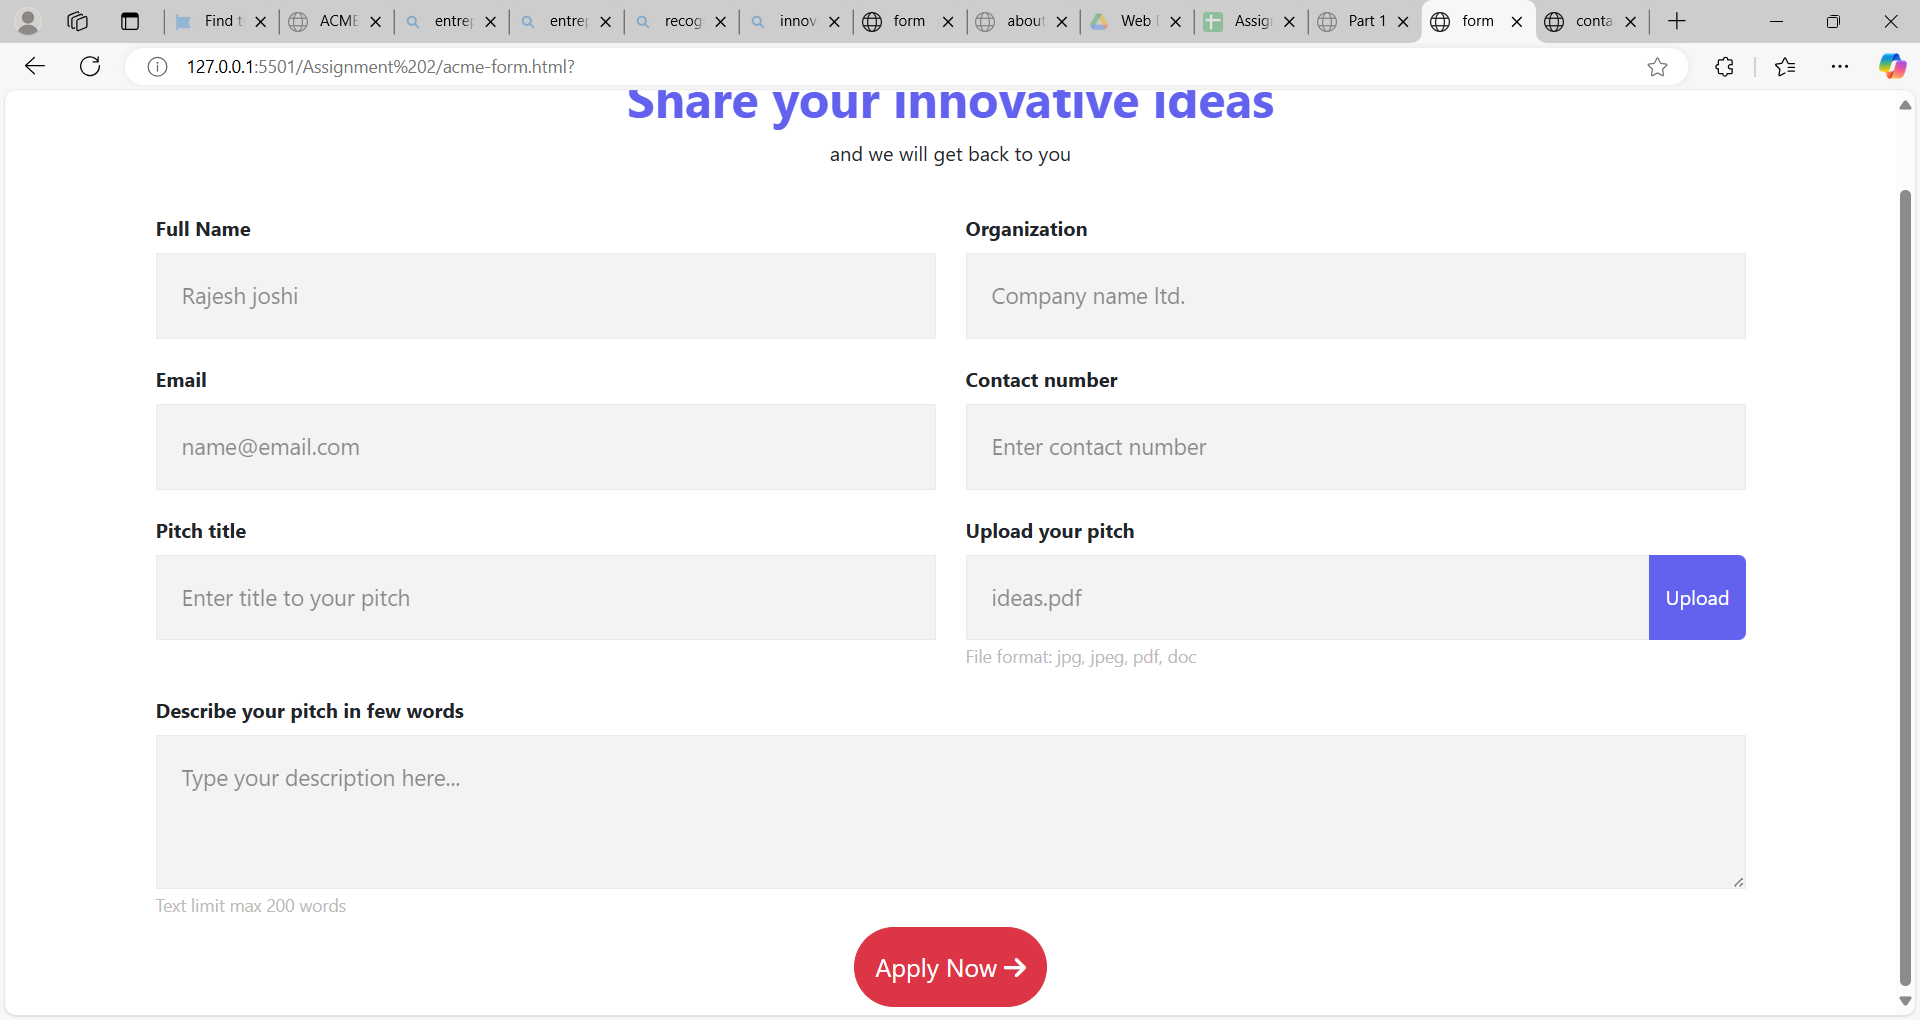 Find t
ACME
entrep
entrep
recog
innov
form
about
Web
Assig
Part 1
form
conta
127.0.0.1:5501/Assignment%202/acme-form.html?
Share your innovative ideas
and we will get back to you
Full Name
Organization
Rajesh joshi
Company name ltd.
Email
Contact number
name@email.com
Enter contact number
Pitch title
Upload your pitch
Enter title to your pitch
ideas.pdf
Upload
File format: jpg, jpeg, pdf, doc
Describe your pitch in few words
Type your description here...
Text limit max 200 words
Apply Now